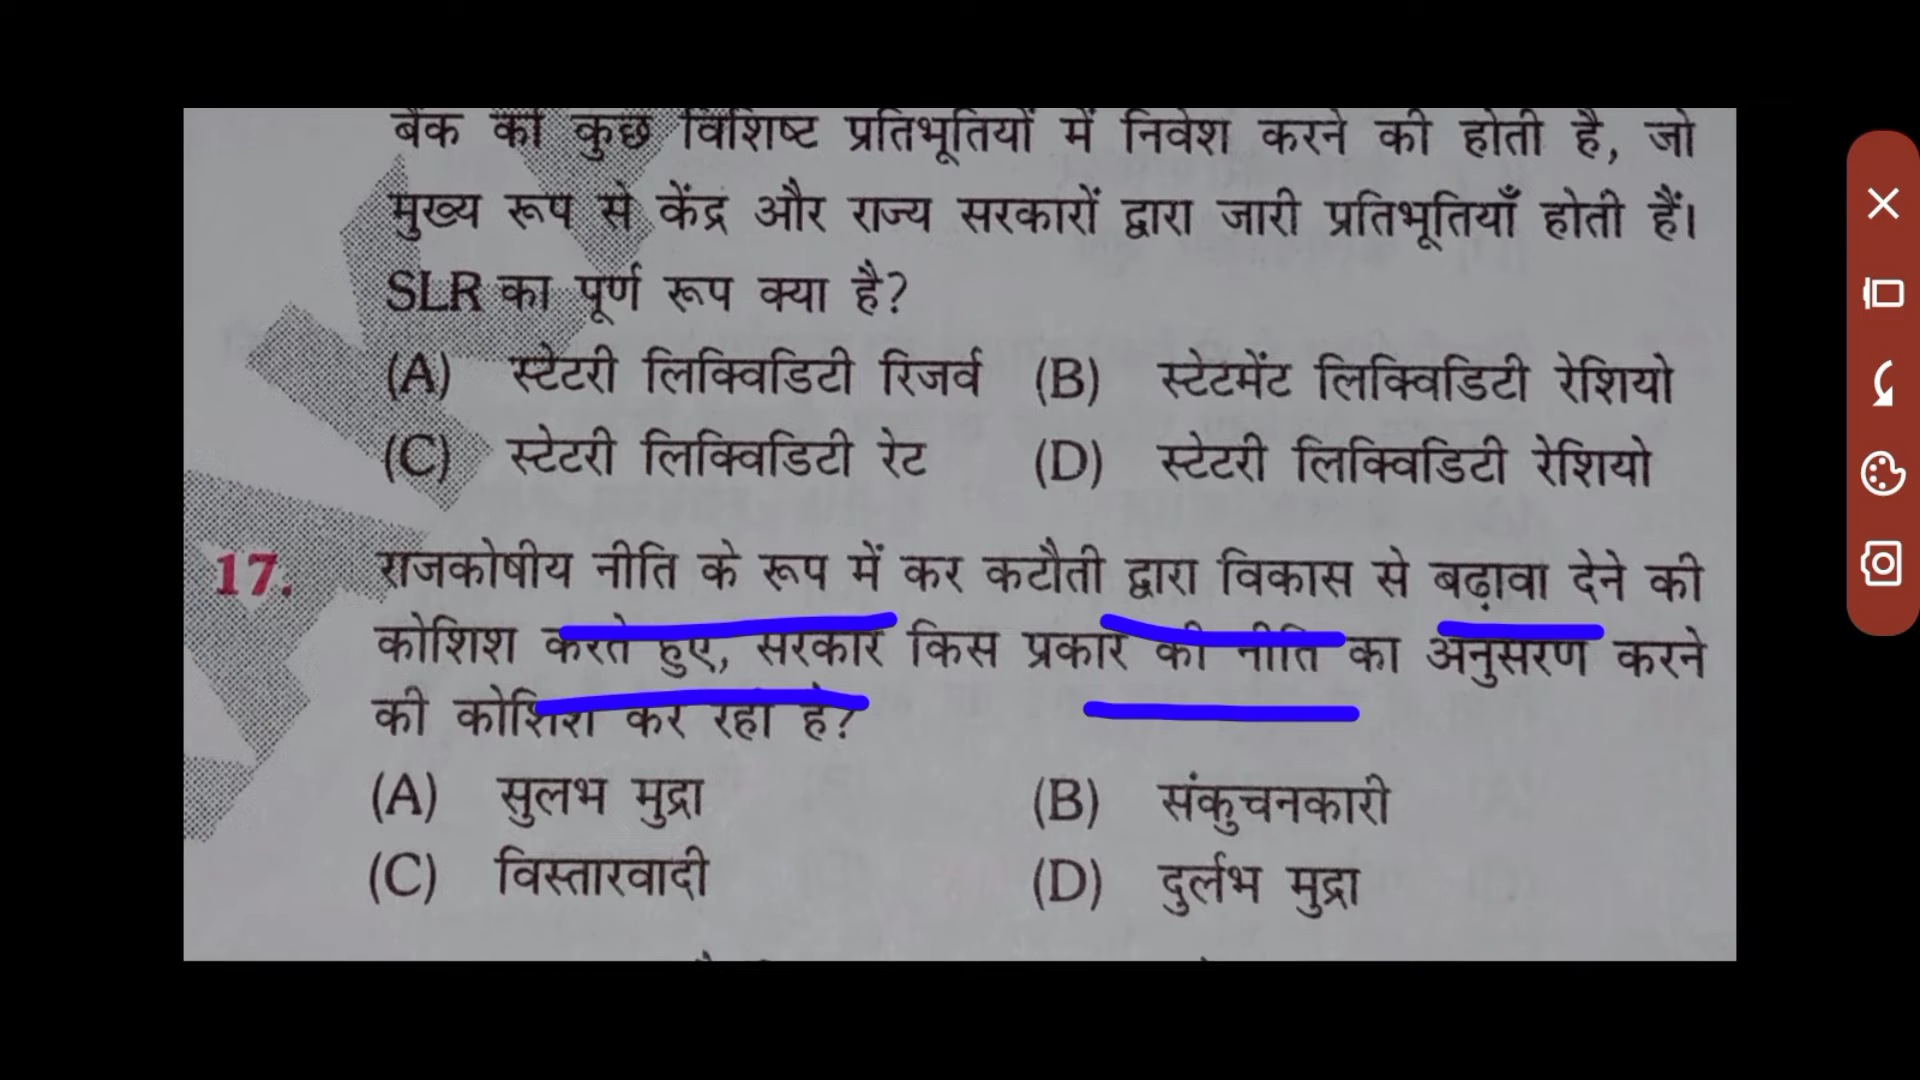 बैंक को कुछ विशिष्ट प्रतिभूतियों में निवेश करने की होती है, जो
मुख्य रूप से केंद्र और राज्य सरकारों द्वारा जारी प्रतिभूतियाँ होती हैं।
SLR का पूर्ण रूप क्या है?
(A) स्टेटरी लिक्विडिटी रिजर्व (B) स्टेटमेंट लिक्विडिटी रेशियो
(C) स्टेटरी लिक्विडिटी रेट (D) स्टेटरी लिक्विडिटी रेशियो
17. राजकोषीय नीति के रूप में कर कटौती द्वारा विकास से बढ़ावा देने की
कोशिश करते हुए, सरकार किस प्रकार की नीति का अनुसरण करने
की कोशिश कर रही है?
(A) सुलभ मुद्रा (B) संकुचनकारी
(C) विस्तारवादी (D) दुर्लभ मुद्रा